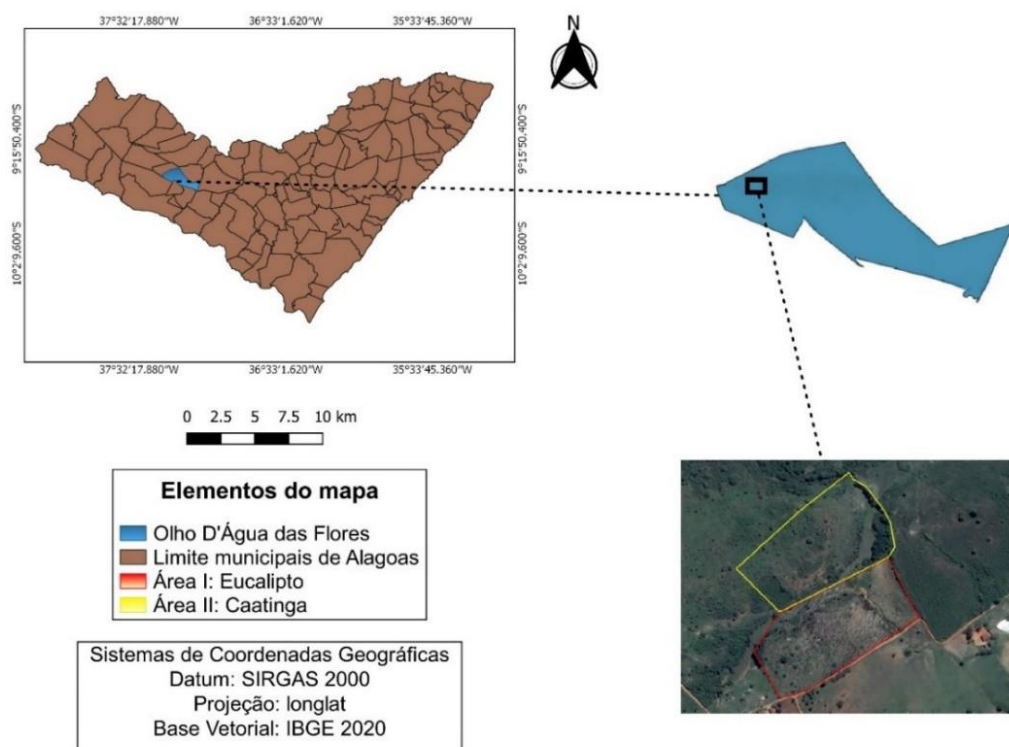 37°32'17.880"W 36°33'1.620"W 35°33'45.360"W
N
9°15'50.400"S
9°15'50.400"S
10°2'9.600"S
10°2'9.600"S
37°32'17.880"W 36°33'1.620"W 35°33'45.360"W
0 2.5 5 7.5 10 km
Elementos do mapa
Olho D'Água das Flores
Limite municipais de Alagoas
Área I: Eucalipto
Área II: Caatinga
Sistemas de Coordenadas Geográficas
Datum: SIRGAS 2000
Projeção: longlat
Base Vetorial: IBGE 2020